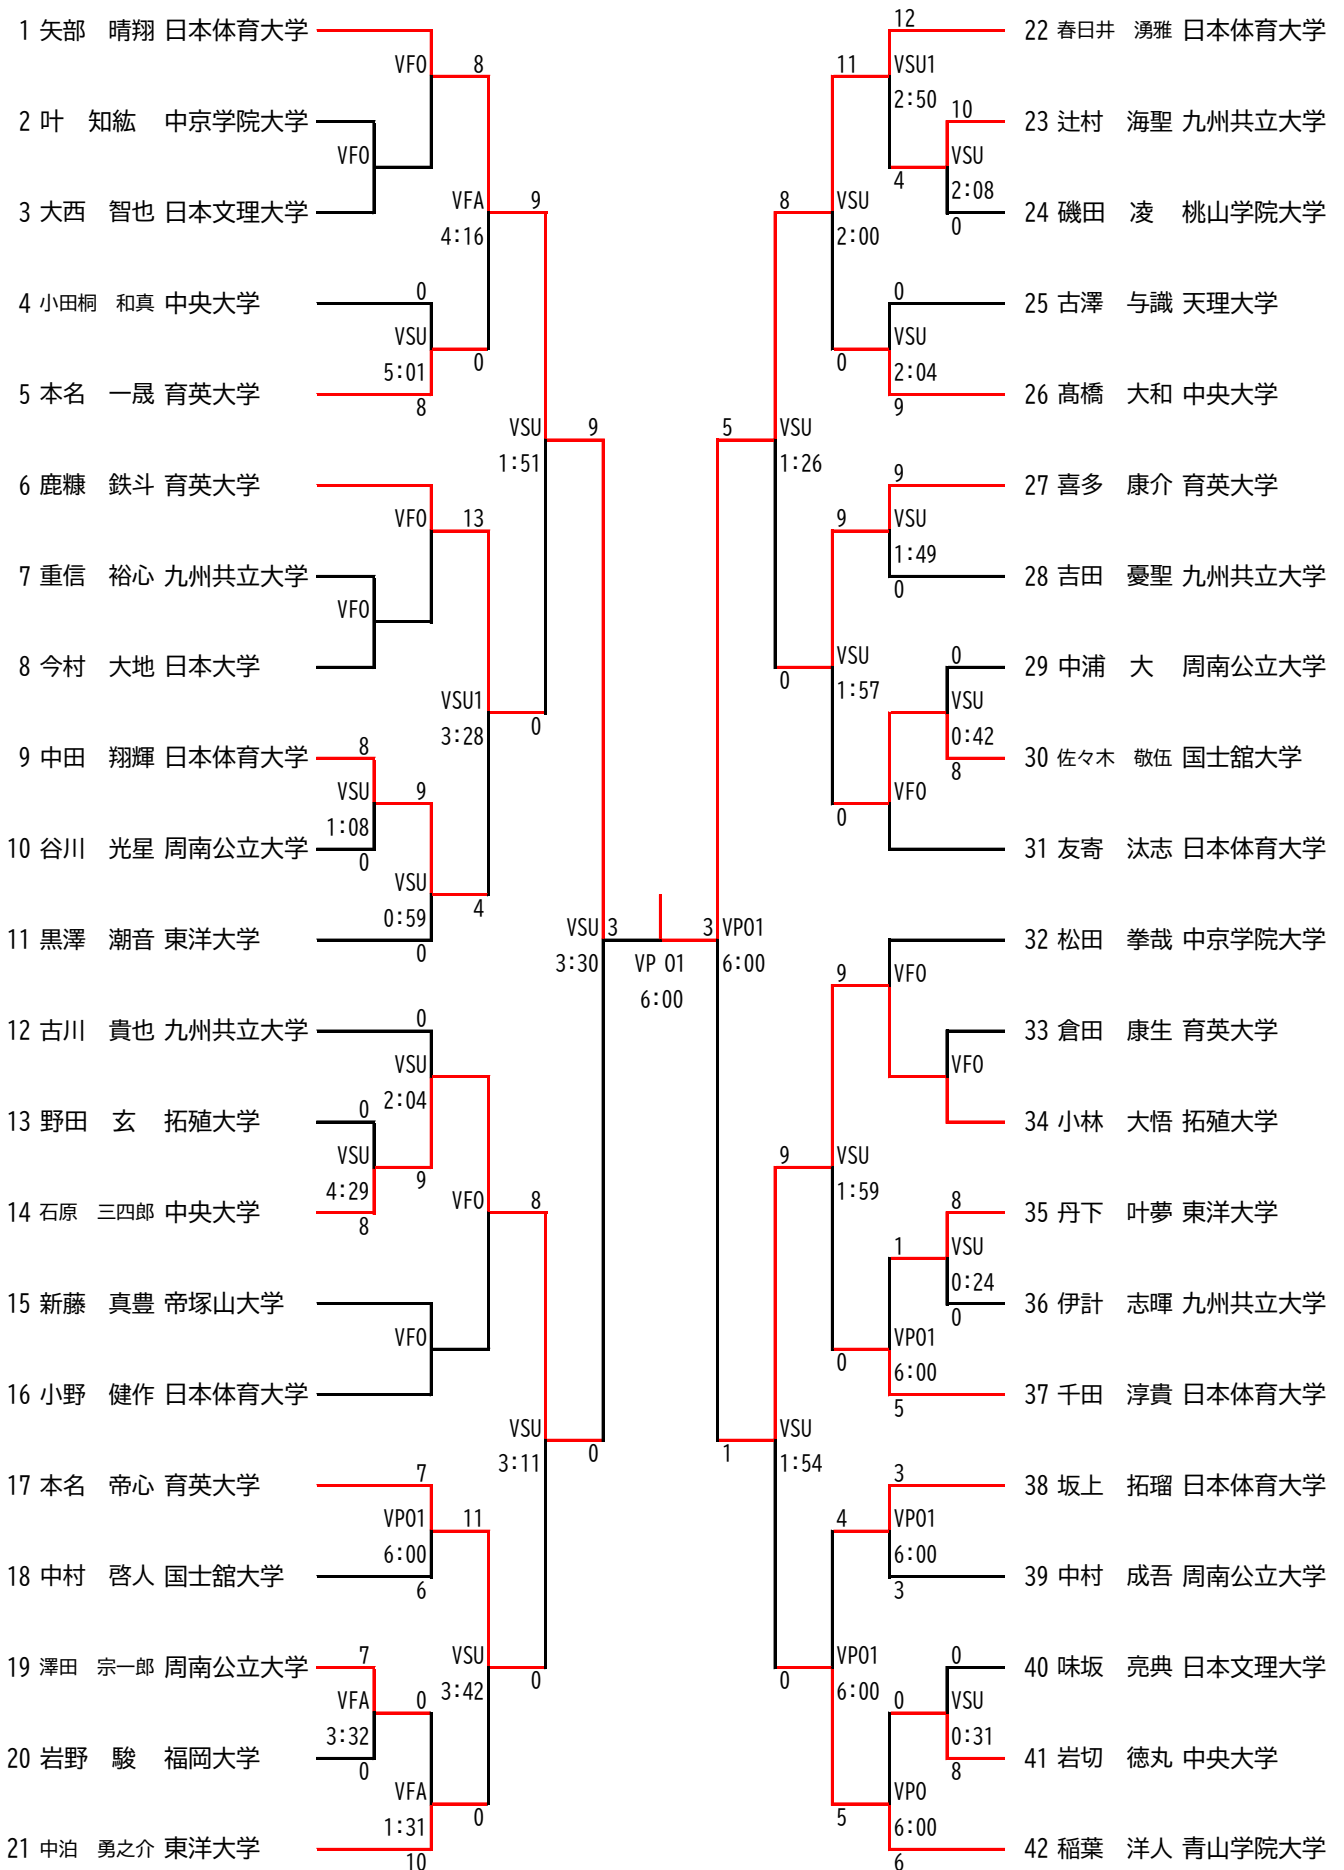 1 矢部 晴翔 日本体育大学
VFO 8
2 叶 知紘 中京学院大学
VFO
3 大西 智也 日本文理大学
VFA 9
4:16
4 小田桐 和真 中央大学
0
VSU
5:01 0
5 本名 一晟 育英大学
8
VSU 9
1:51
6 鹿糠 鉄斗 育英大学
VFO 13
7 重信 裕心 九州共立大学
VFO
8 今村 大地 日本大学
VSU1
3:28 0
9 中田 翔輝 日本体育大学
8
VSU 9
1:08
10 谷川 光星 周南公立大学
0
VSU
0:59 4
11 黒澤 潮音 東洋大学
0
VSU 3
3:30
VP O1
6:00
12 古川 貴也 九州共立大学
0
VSU
2:04
13 野田 玄 拓殖大学
0
VSU
4:29 9
14 石原 三四郎 中央大学
8
VFO 8
15 新藤 真豊 帝塚山大学
VFO
16 小野 健作 日本体育大学
VSU
3:11 0
17 本名 帝心 育英大学
7
VPO1 11
6:00
18 中村 啓人 国士舘大学
6
VSU
3:42 0
19 澤田 宗一郎 周南公立大学
7
VFA 0
3:32
20 岩野 駿 福岡大学
0
VFA
1:31 0
21 中泊 勇之介 東洋大学
10
12
22 春日井 湧雅 日本体育大学
11 VSU1
2:50
10
23 辻村 海聖 九州共立大学
VSU
4 2:08
24 磯田 凌 桃山学院大学
0
8 VSU
2:00
0
25 古澤 与識 天理大学
VSU
0 2:04
26 髙橋 大和 中央大学
9
5 VSU
1:26
9
27 喜多 康介 育英大学
9 VSU
1:49
28 吉田 憂聖 九州共立大学
0
VSU
0 1:57
0
29 中浦 大 周南公立大学
VSU
0:42
30 佐々木 敬伍 国士舘大学
8
0 VFO
31 友寄 汰志 日本体育大学
3 VPO1
6:00
32 松田 拳哉 中京学院大学
9 VFO
33 倉田 康生 育英大学
VFO
34 小林 大悟 拓殖大学
9 VSU
1:59
8
35 丹下 叶夢 東洋大学
1 VSU
0:24
36 伊計 志暉 九州共立大学
0
VPO1
0 6:00
37 千田 淳貴 日本体育大学
5
VSU
1 1:54
3
38 坂上 拓瑠 日本体育大学
4 VPO1
6:00
39 中村 成吾 周南公立大学
3
VPO1
0 6:00
0
40 味坂 亮典 日本文理大学
0 VSU
0:31
41 岩切 徳丸 中央大学
8
VPO
5 6:00
42 稲葉 洋人 青山学院大学
6